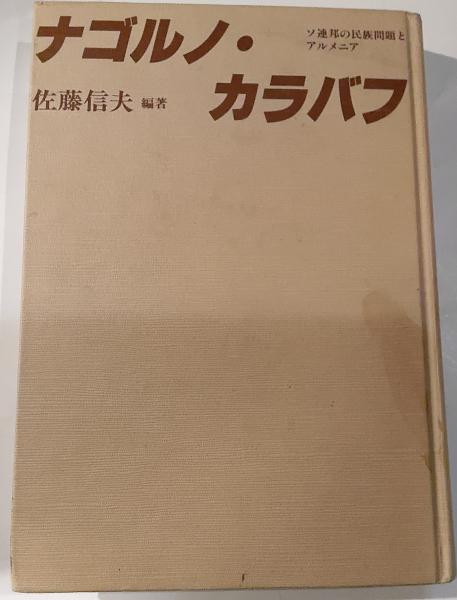 ナゴルノ・
カラバフ
ソ連邦の民族問題と
アルメニア
佐藤信夫 編著